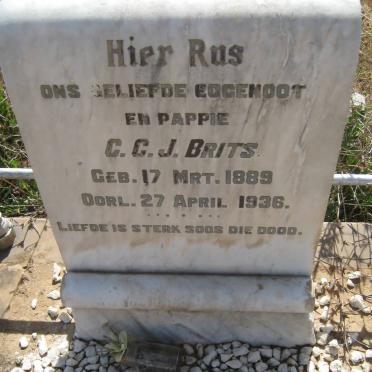 Hier Rus
ONS GELIEFDE EGGENOOT
EN PAPPIE
C. C. J. BRITS
GEB. 17 MRT. 1889
OORL. 27 APRIL 1936.
LIEFDE IS STERK SOOS DIE DOOD.